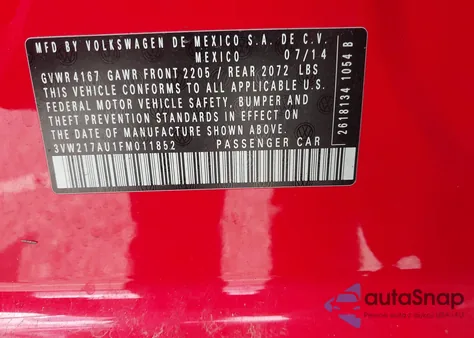 MFD BY VOLKSWAGEN DE MEXICO S.A. DE C.V.
MEXICO 07/14
GVWR 4167 GAWR FRONT 2205 / REAR 2072 LBS
THIS VEHICLE CONFORMS TO ALL APPLICABLE U.S.
FEDERAL MOTOR VEHICLE SAFETY, BUMPER AND
THEFT PREVENTION STANDARDS IN EFFECT ON
THE DATE OF MANUFACTURE SHOWN ABOVE.
3VW217AU1FM011852 PASSENGER CAR
2618134 1054 B
autoSnap